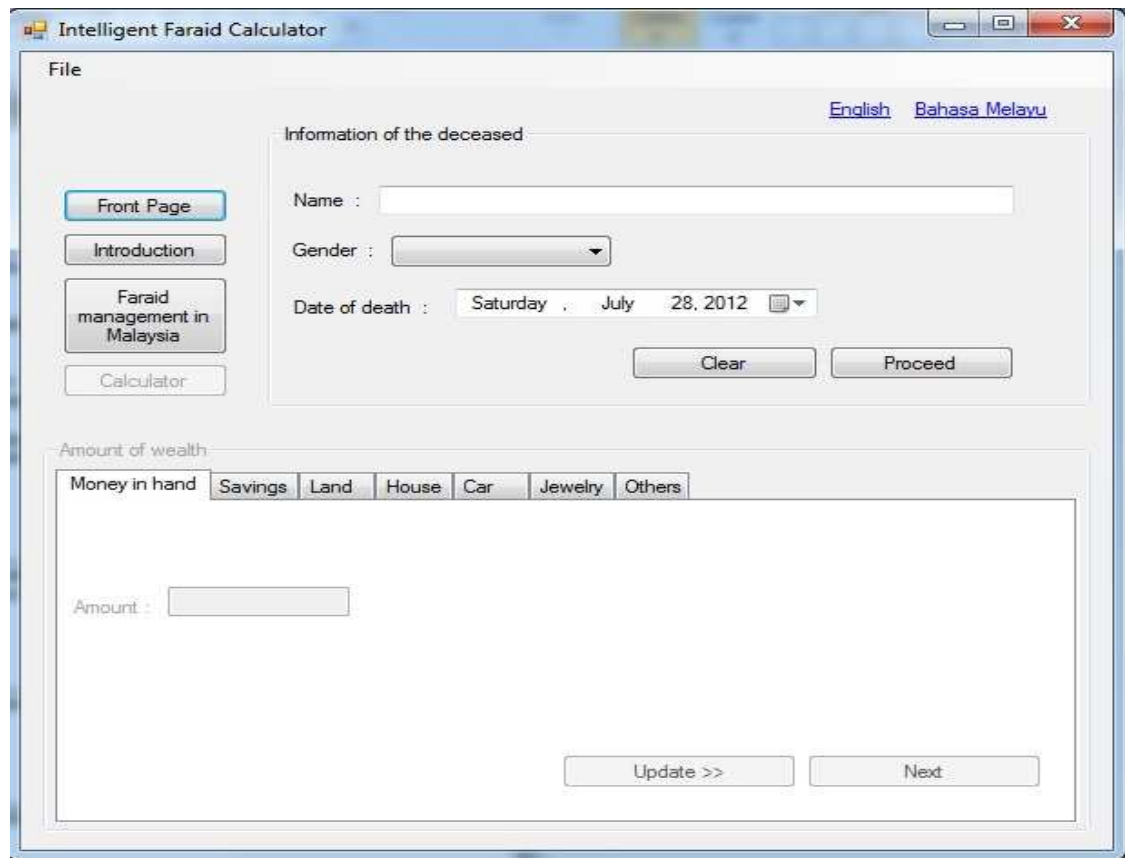 Intelligent Faraid Calculator
File
English Bahasa Melayu
Information of the deceased
Name :
Front Page
Introduction
Gender :
Faraid
management in
Malaysia
Date of death : Saturday , July 28, 2012
Clear Proceed
Calculator
Amount of wealth
Money in hand Savings Land House Car Jewelry Others
Amount :
Update >> Next